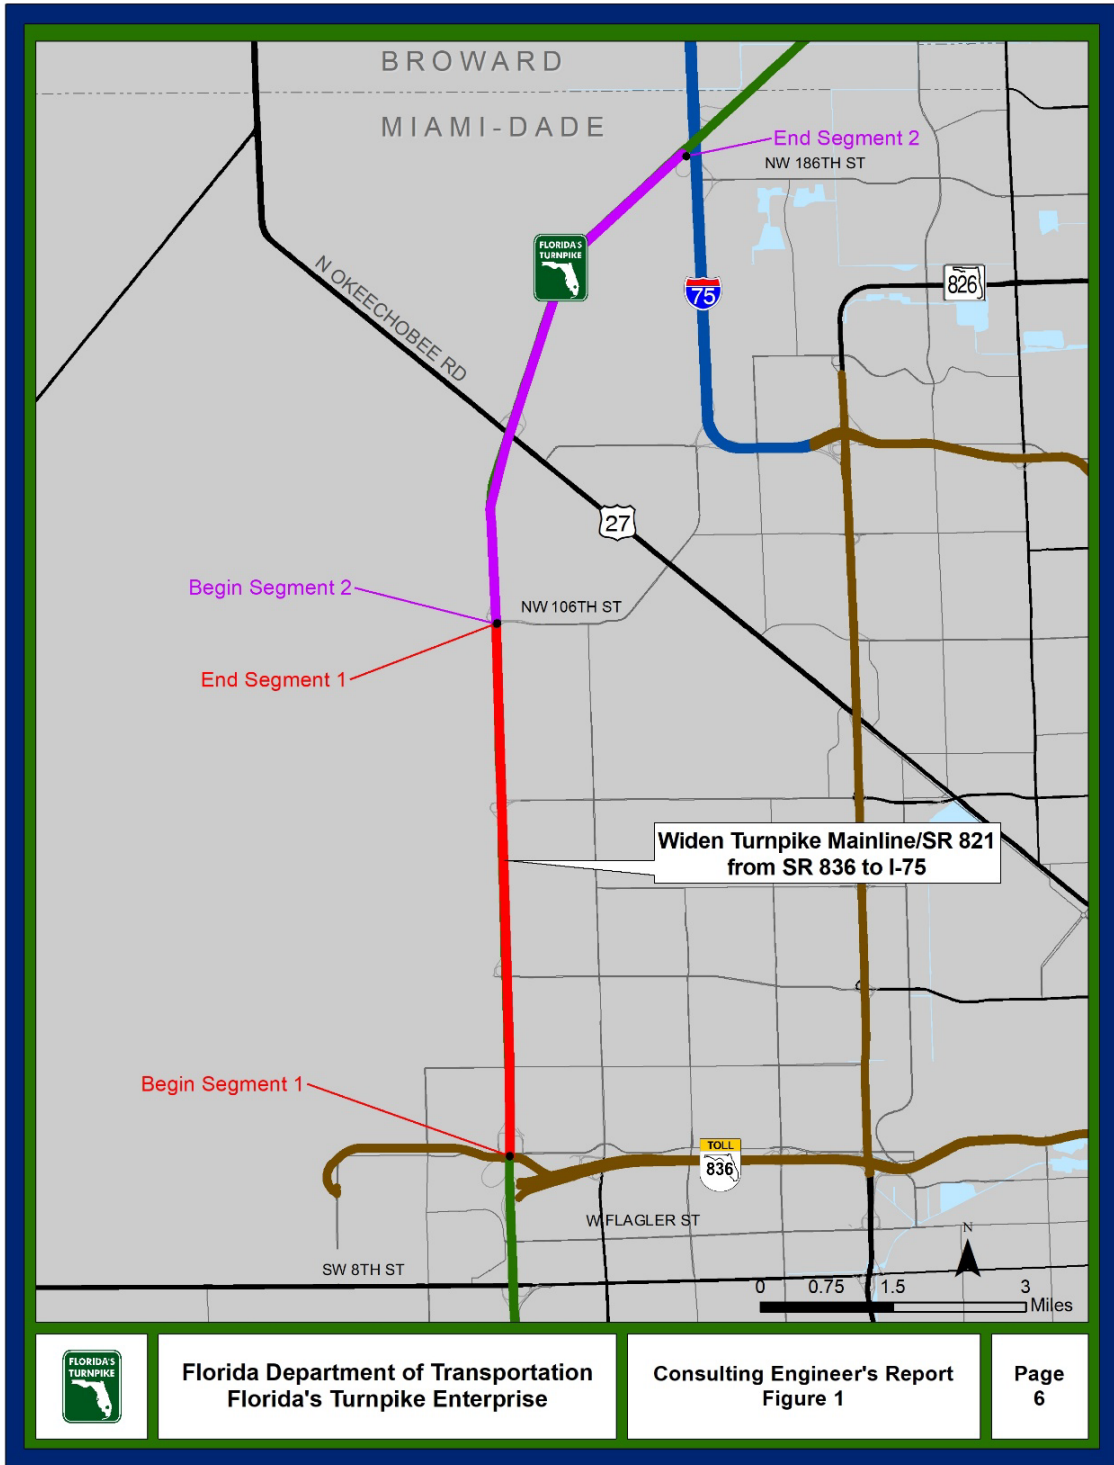 BROWARD
MIAMI-DADE
End Segment 2
NW 186TH ST
FLORIDA'S
TURNPIKE
N OKEECHOBEE RD
75
826
27
Begin Segment 2
NW 106TH ST
End Segment 1
Widen Turnpike Mainline/SR 821
from SR 836 to I-75
Begin Segment 1
TOLL
836
W FLAGLER ST
SW 8TH ST
N
0 0.75 1.5 3
Miles
FLORIDA'S
TURNPIKE
Florida Department of Transportation
Florida's Turnpike Enterprise
Consulting Engineer's Report
Figure 1
Page
6